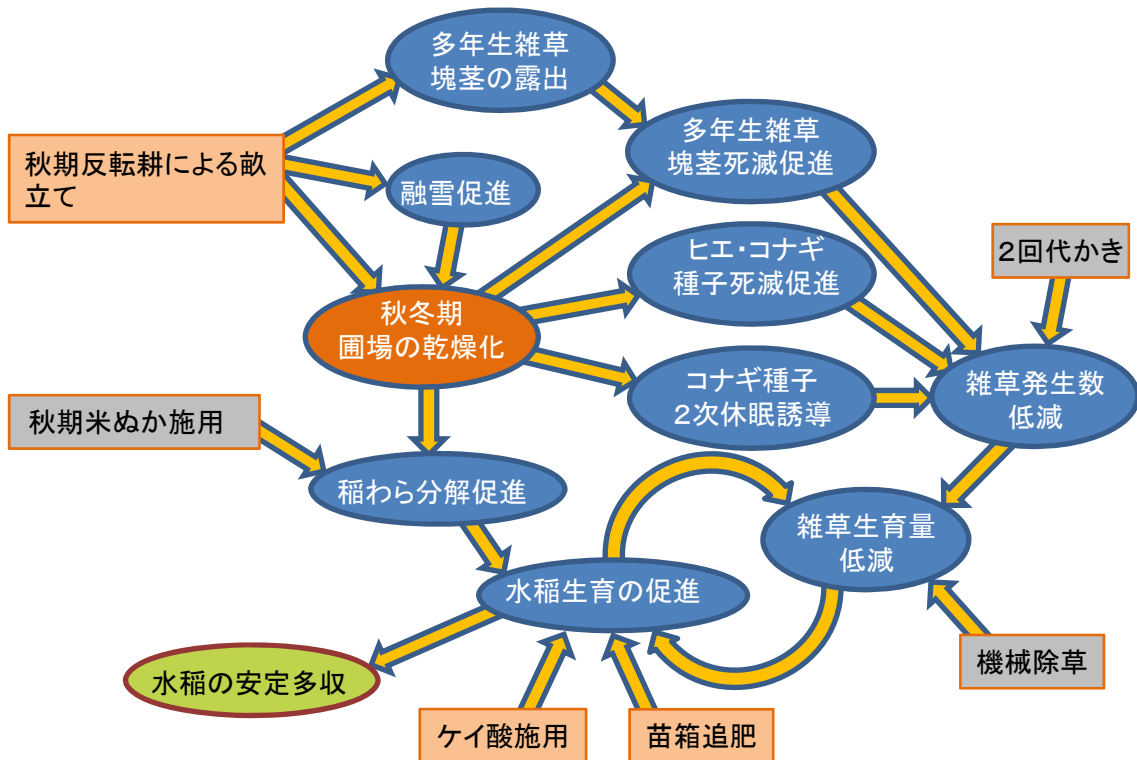 多年生雑草
塊茎の露出
多年生雑草
塊茎死滅促進
秋期反転耕による畝
立て
融雪促進
ヒエ・コナギ
種子死滅促進
2回代かき
秋冬期
圃場の乾燥化
コナギ種子
2次休眠誘導
雑草発生数
低減
秋期米ぬか施用
稲わら分解促進
雑草生育量
低減
水稲生育の促進
機械除草
水稲の安定多収
ケイ酸施用
苗箱追肥